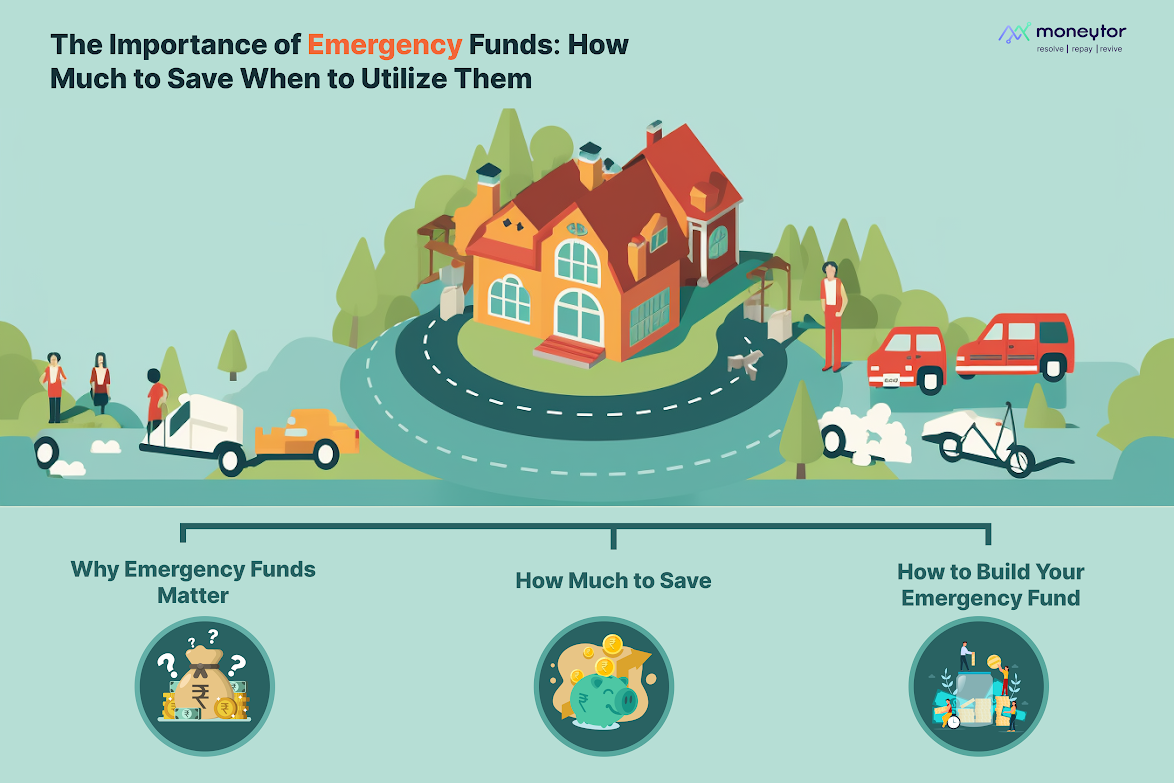 The Importance of Emergency Funds: How
Much to Save When to Utilize Them
moneytor
resolve | repay | revive
Why Emergency Funds
Matter
How Much to Save
How to Build Your
Emergency Fund